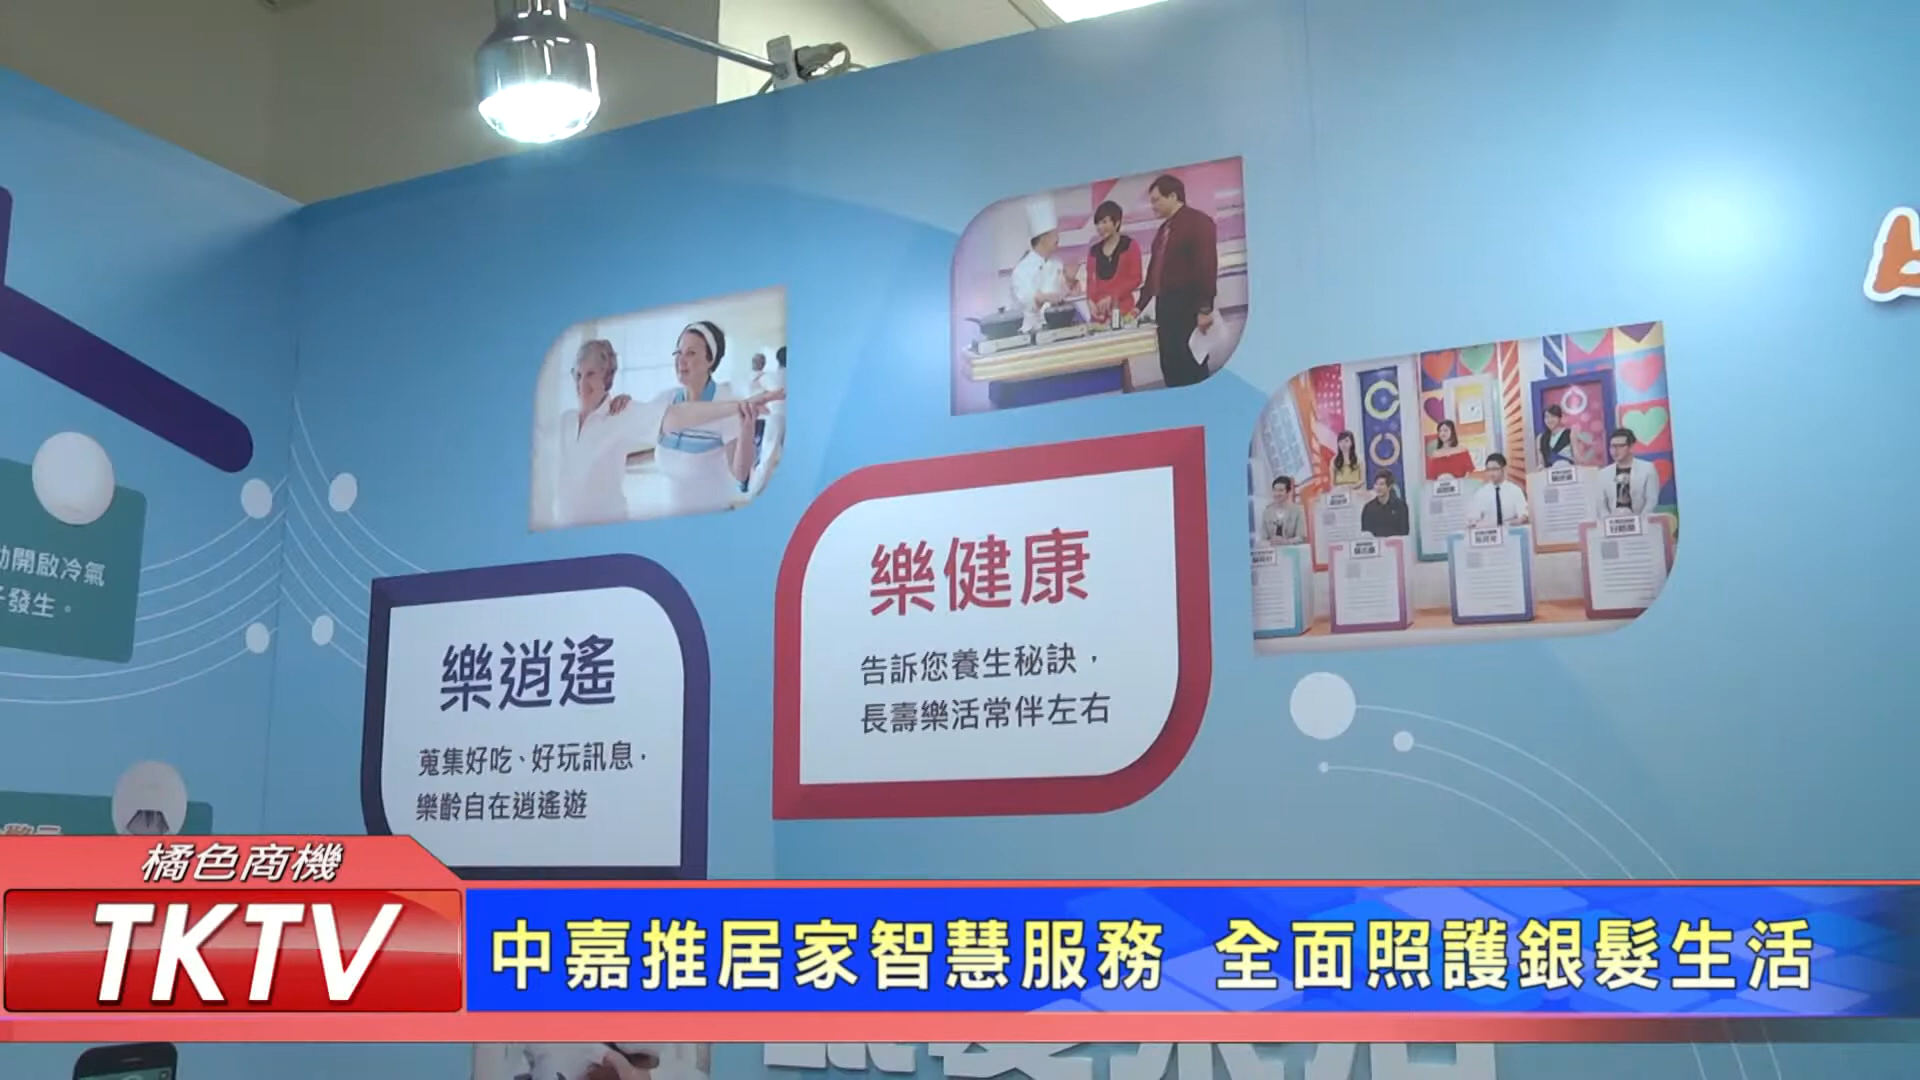 動開啟冷氣
發生。
樂逍遙
蒐集好吃、好玩訊息，
樂齡自在逍遙遊
樂健康
告訴您養生秘訣，
長壽樂活常伴左右
橘色商機
TKTV
中嘉推居家智慧服務 全面照護銀髮生活